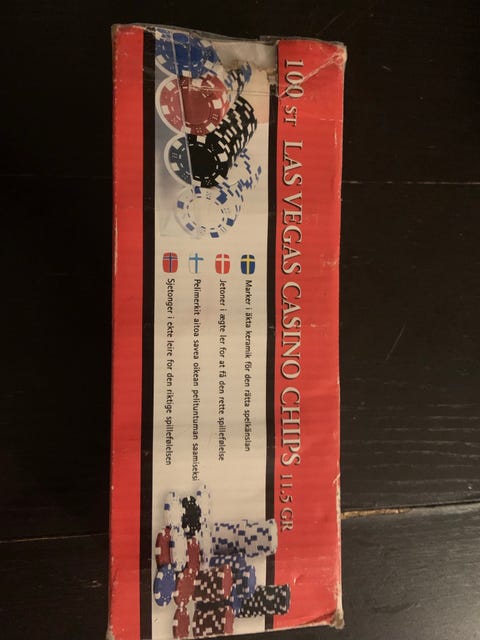 100 ST LAS VEGAS CASINO CHIPS 11,5 GR
Marker i äkta keramik för den rätta spelkänslan
Jetoner i ægte ler for at få den rette spillefølelse
Pelimerkit aitoa savea oikean pelituntuman saamiseksi
Sjetonger i ekte leire for den riktige spillefølelsen